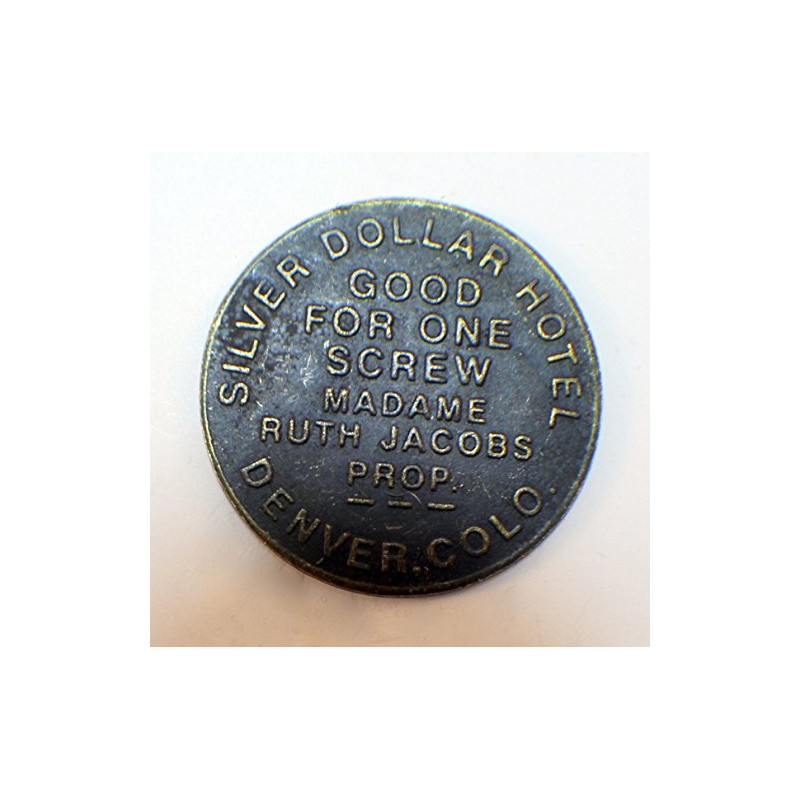 SILVER DOLLAR HOTEL
GOOD
FOR ONE
SCREW
MADAME
RUTH JACOBS
PROP.
DENVER.COLO.